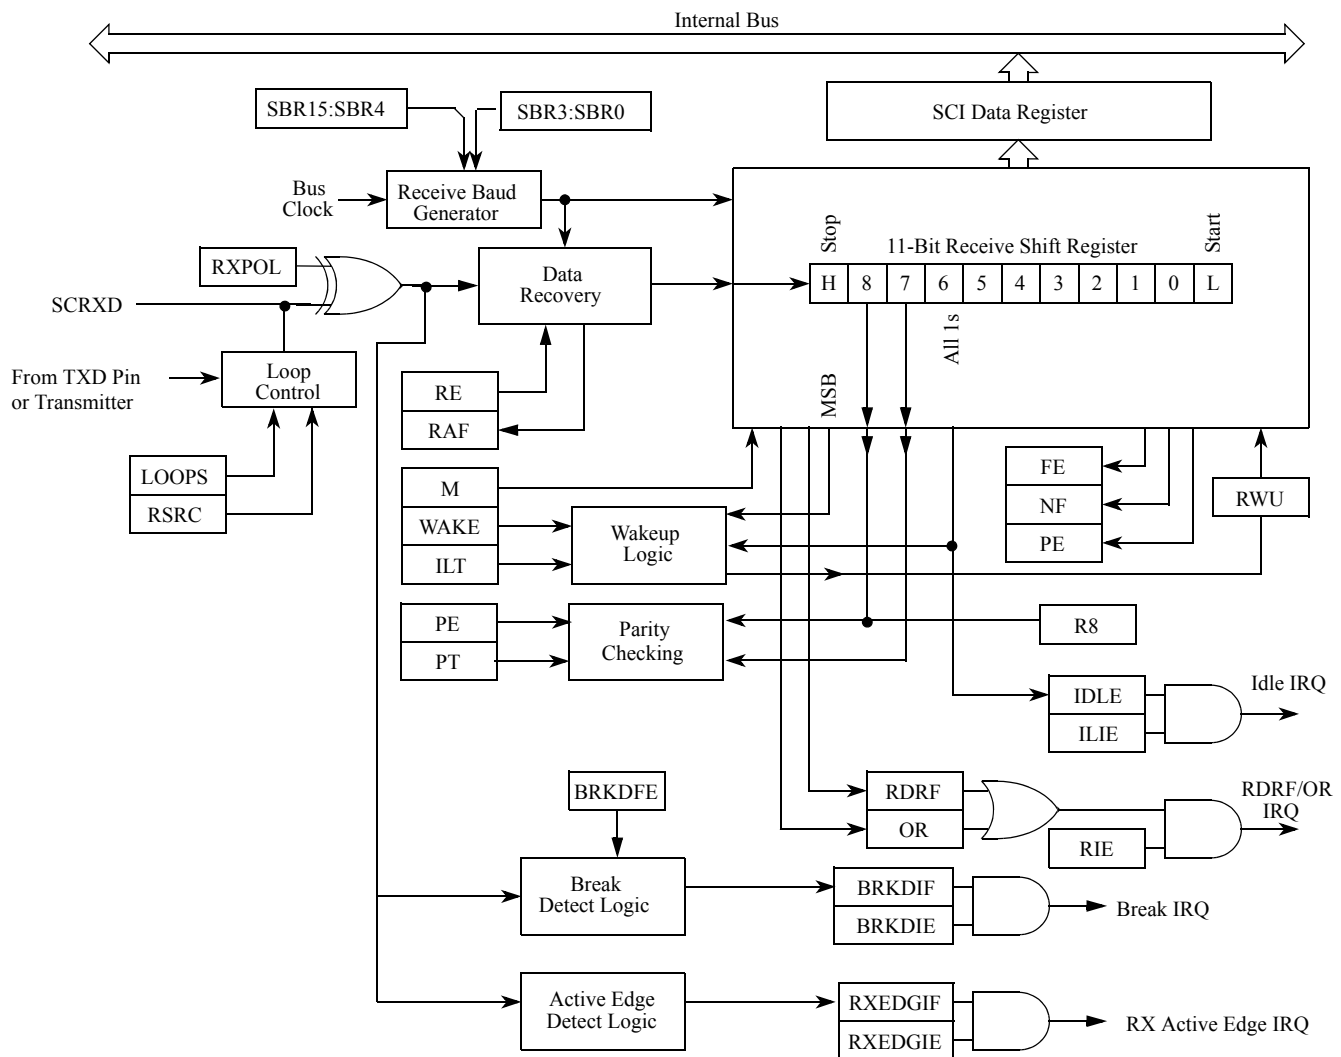 Internal Bus
SBR15:SBR4
SBR3:SBR0
SCI Data Register
Bus
Clock
Receive Baud
Generator
Stop
11-Bit Receive Shift Register
Start
RXPOL
Data
Recovery
H 8 7 6 5 4 3 2 1 0 L
SCRXD
All 1s
From TXD Pin
or Transmitter
Loop
Control
RE
RAF
MSB
LOOPS
RSRC
M
WAKE
ILT
Wakeup
Logic
FE
NF
PE
RWU
PE
PT
Parity
Checking
R8
IDLE
ILIE
Idle IRQ
BRKDFE
RDRF
OR
RIE
RDRF/OR
IRQ
Break
Detect Logic
BRKDIF
BRKDIE
Break IRQ
Active Edge
Detect Logic
RXEDGIF
RXEDGIE
RX Active Edge IRQ